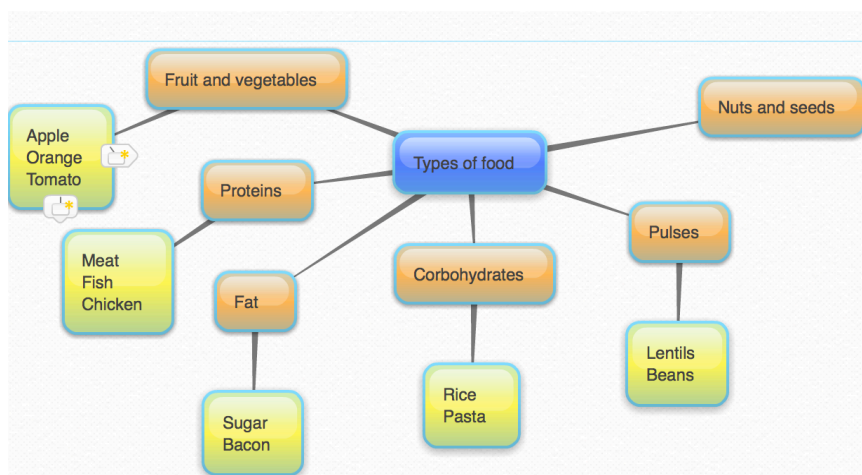 Fruit and vegetables
Nuts and seeds
Apple
Orange
Tomato
Types of food
Proteins
Pulses
Meat
Fish
Chicken
Fat
Corbohydrates
Lentils
Beans
Sugar
Bacon
Rice
Pasta